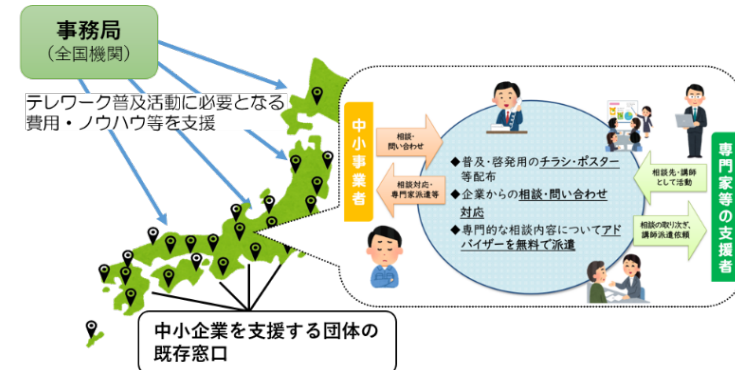 事務局
（全国機関）
テレワーク普及活動に必要となる
費用・ノウハウ等を支援
中小事業者
相談・
問い合わせ
相談対応・
専門家派遣等
◆普及・啓発用のチラシ・ポスター
等配布
◆企業からの相談・問い合わせ
対応
◆専門的な相談内容についてアド
バイザーを無料で派遣
相談先・講師
として活動
相談の取り次ぎ、
講師派遣依頼
専門家等の支援者
中小企業を支援する団体の
既存窓口